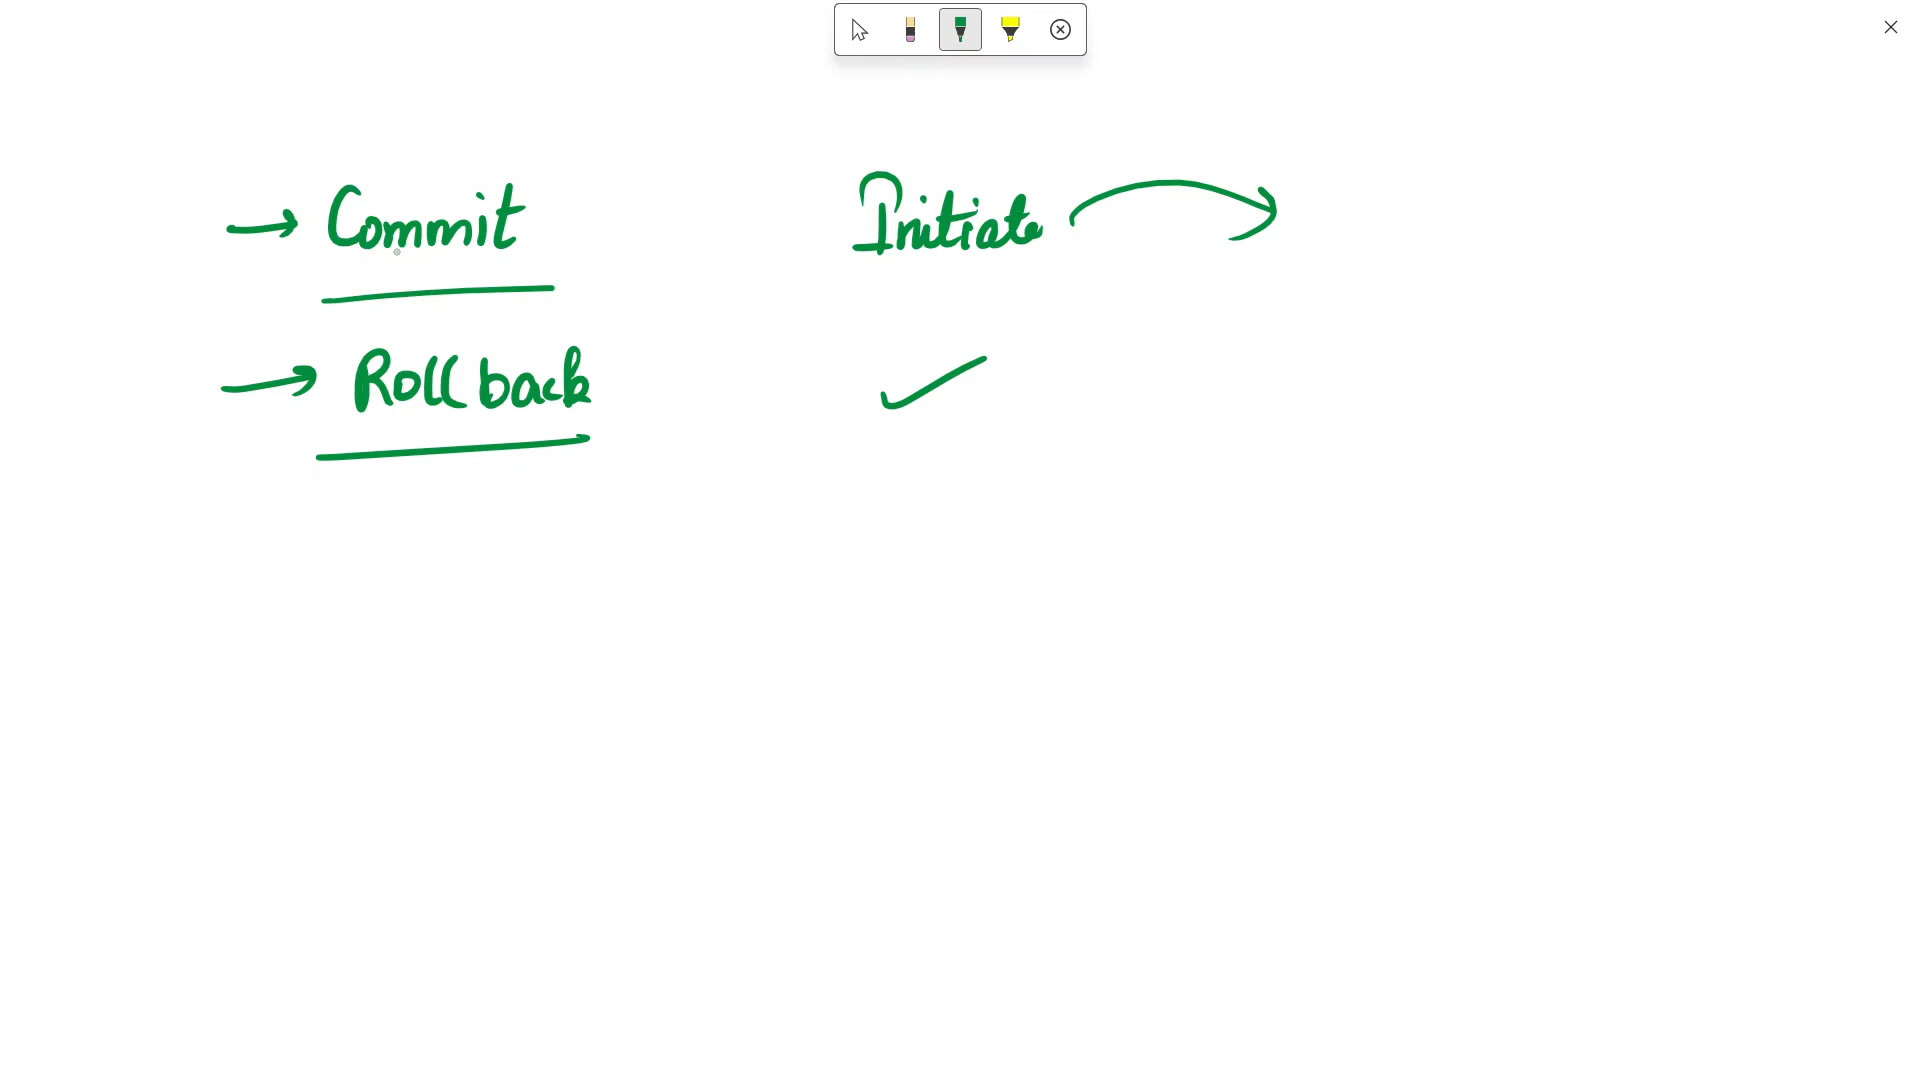 → Commit
Initiate
→ Roll back
✓